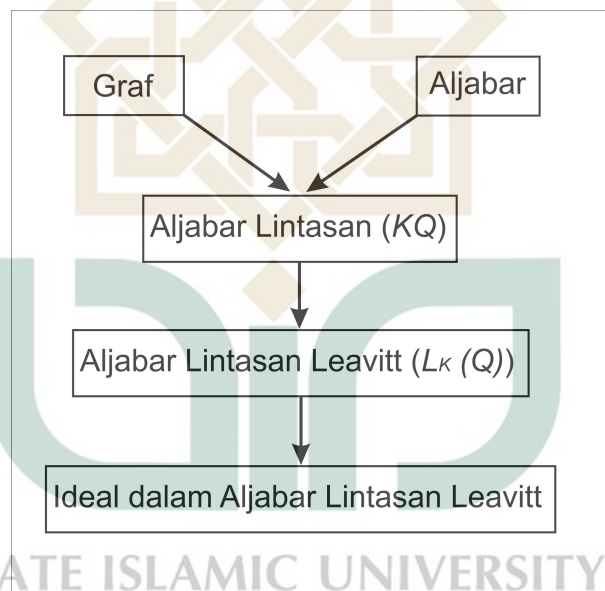 Graf
Aljabar
Aljabar Lintasan (KQ)
Aljabar Lintasan Leavitt (LK (Q))
Ideal dalam Aljabar Lintasan Leavitt
ATE ISLAMIC UNIVERSITY